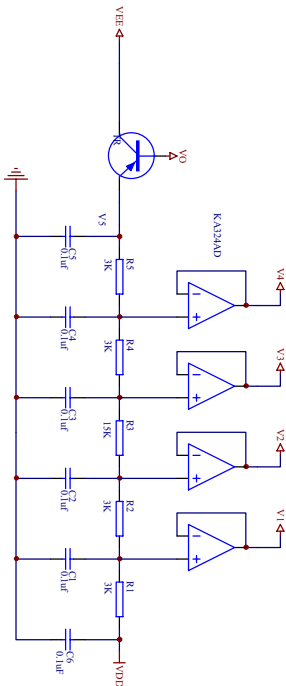 VEE
TR
VO
KA324AD
V5
C5
0.1uf
R5
3K
V4
C4
0.1uf
R4
3K
V3
C3
0.1uf
R3
15K
V2
C2
0.1uf
R2
3K
V1
C1
0.1uf
R1
3K
C6
0.1uF
VDD